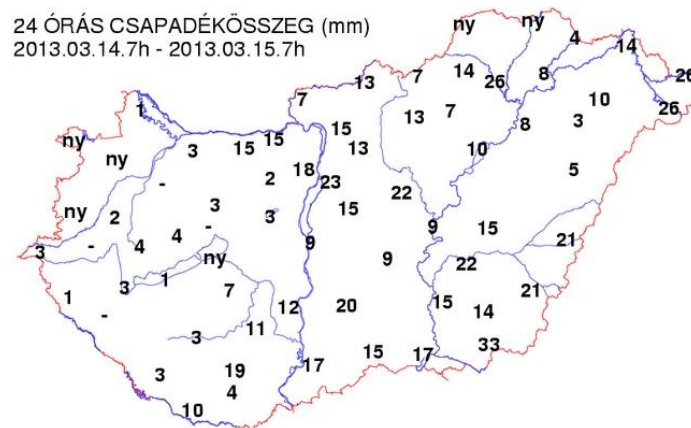 24 ÓRÁS CSAPADÉKÖSSZEG (mm)
2013.03.14.7h - 2013.03.15.7h
ny ny 4 14
13 7 14 26 8 26
7 10 26
1 15 13 7 8 3
ny 3 15 15 13 10
ny - 2 18 23 22 5
ny 2 3 3 15
3 - 4 4 - 9 9 15 21
ny 9 22
1 3 1 7 21
- 12 20 15 14
3 11 33
3 19 17 15 17
4
10